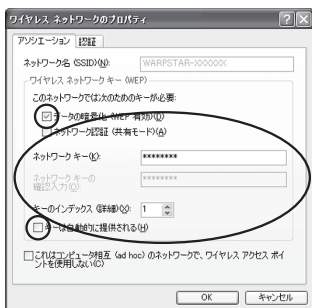 ワイヤレス ネットワークのプロパティ
アソシエーション 認証
ネットワーク名 (SSID)(N): WARPSTAR-XXXXXX
ワイヤレス ネットワーク キー (WEP)
このネットワークでは次のためのキーが必要:
データの暗号化 (WEP 有効)(D)
ネットワーク認証 (共有モード)(A)
ネットワーク キー(K): ********
ネットワーク キーの
確認入力(O): ********
キーのインデックス (詳細)(X): 1
キーは自動的に提供される(H)
これはコンピュータ相互 (ad hoc) のネットワークで、ワイヤレス アクセス ポイ
ントを使用しない(C)
OK キャンセル